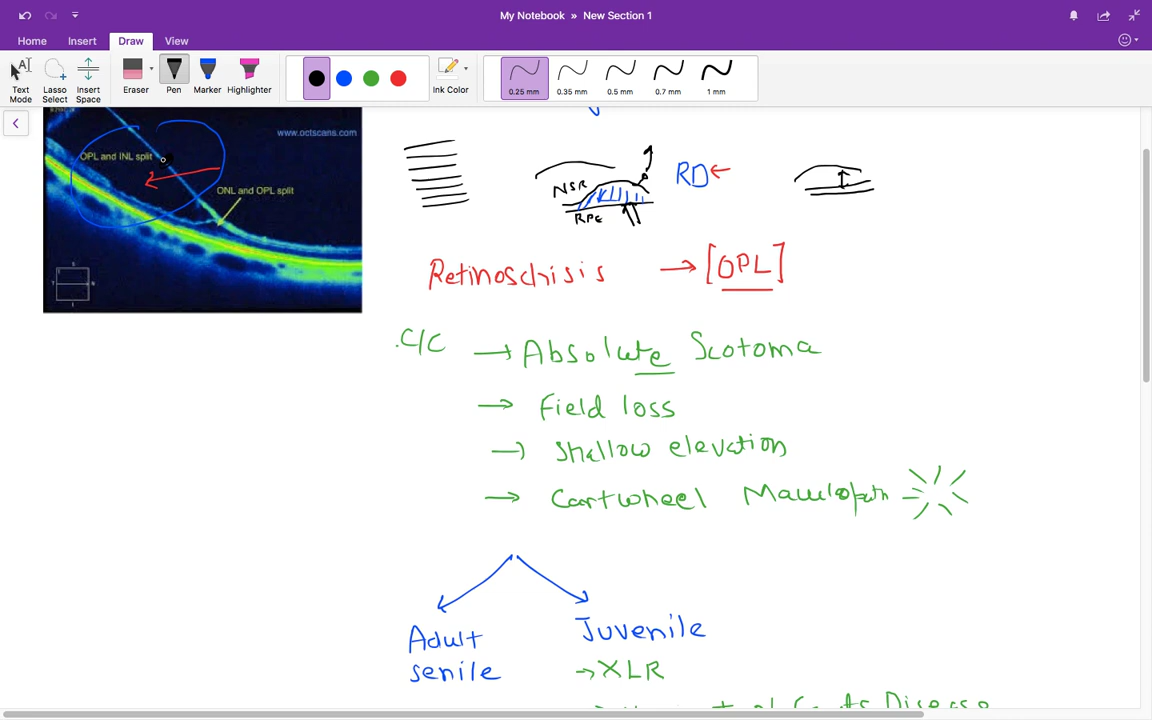 My Notebook » New Section 1
Home Insert Draw View
Text Mode
Lasso Select
Insert Space
Eraser
Pen
Marker
Highlighter
Ink Color
0.25 mm
0.35 mm
0.5 mm
0.7 mm
1 mm
www.octscans.com
OPL and INL split
ONL and OPL split
S
T
N
I
NSR
RPE
RD ←
Retinoschisis → [OPL]
C/C → Absolute Scotoma
→ Field loss
→ Shallow elevation
→ Cartwheel
Adult senile
Juvenile
→ XLR
Disease